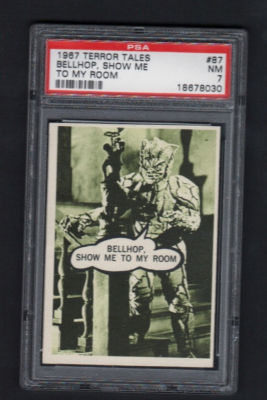 PSA
1967 TERROR TALES #87
BELLHOP, SHOW ME NM
TO MY ROOM 7
18678030
BELLHOP,
SHOW ME TO MY ROOM